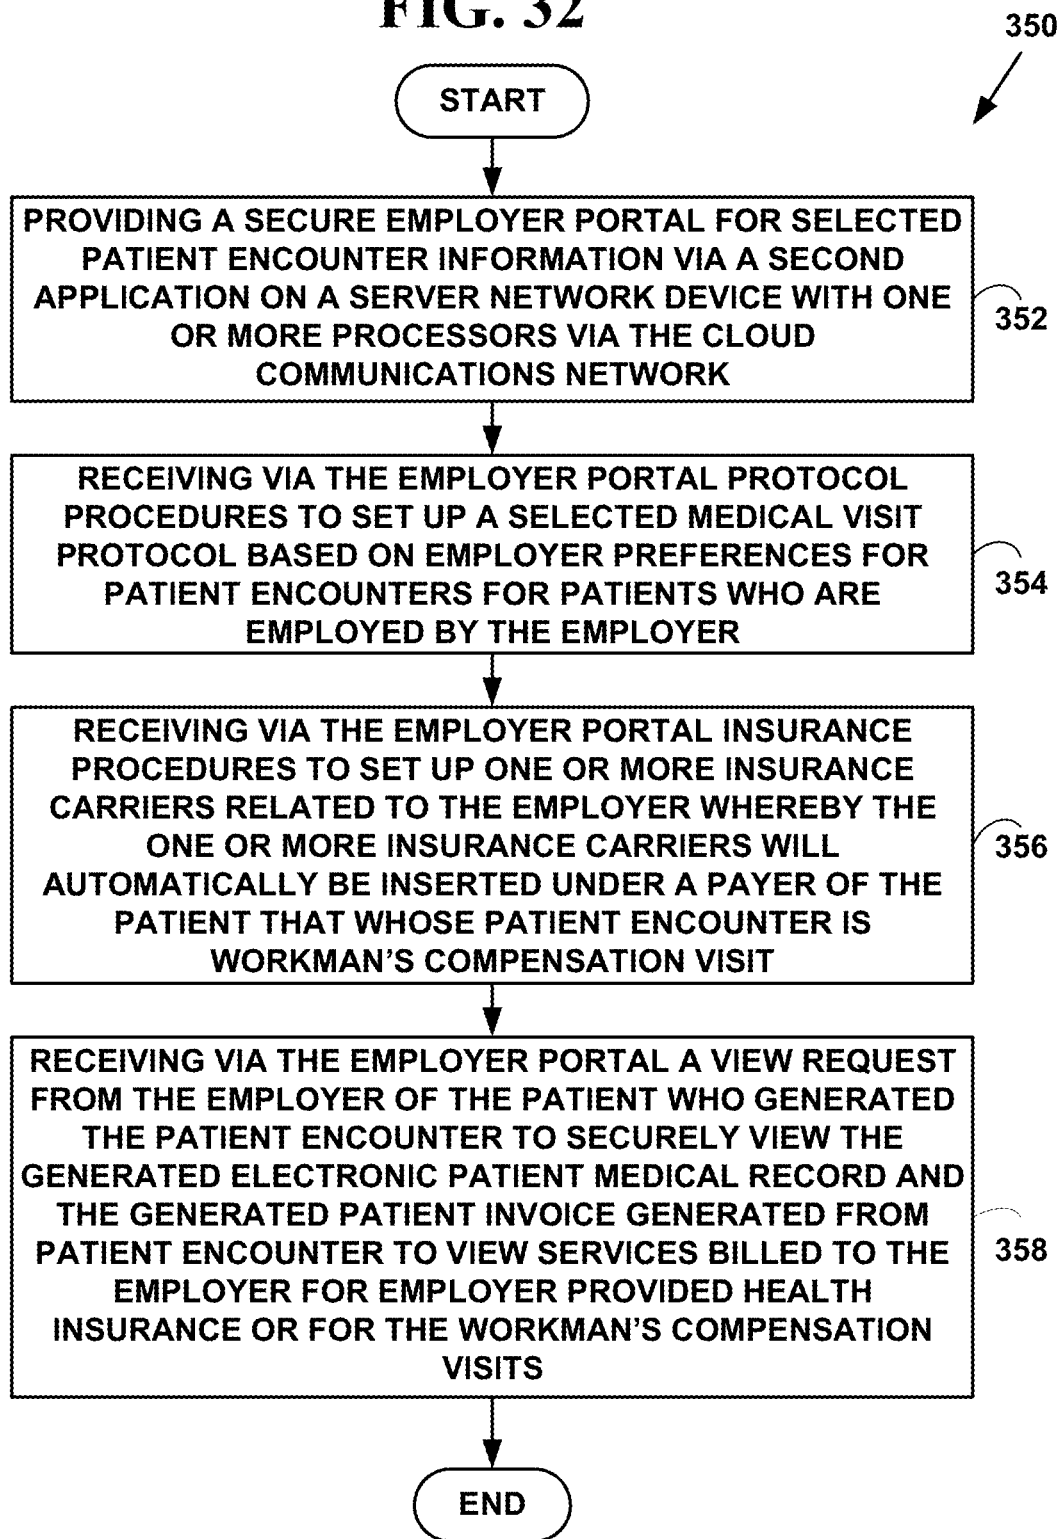 FIG. 32
350
START
PROVIDING A SECURE EMPLOYER PORTAL FOR SELECTED
PATIENT ENCOUNTER INFORMATION VIA A SECOND
APPLICATION ON A SERVER NETWORK DEVICE WITH ONE
OR MORE PROCESSORS VIA THE CLOUD
COMMUNICATIONS NETWORK
352
RECEIVING VIA THE EMPLOYER PORTAL PROTOCOL
PROCEDURES TO SET UP A SELECTED MEDICAL VISIT
PROTOCOL BASED ON EMPLOYER PREFERENCES FOR
PATIENT ENCOUNTERS FOR PATIENTS WHO ARE
EMPLOYED BY THE EMPLOYER
354
RECEIVING VIA THE EMPLOYER PORTAL INSURANCE
PROCEDURES TO SET UP ONE OR MORE INSURANCE
CARRIERS RELATED TO THE EMPLOYER WHEREBY THE
ONE OR MORE INSURANCE CARRIERS WILL
AUTOMATICALLY BE INSERTED UNDER A PAYER OF THE
PATIENT THAT WHOSE PATIENT ENCOUNTER IS
WORKMAN'S COMPENSATION VISIT
356
RECEIVING VIA THE EMPLOYER PORTAL A VIEW REQUEST
FROM THE EMPLOYER OF THE PATIENT WHO GENERATED
THE PATIENT ENCOUNTER TO SECURELY VIEW THE
GENERATED ELECTRONIC PATIENT MEDICAL RECORD AND
THE GENERATED PATIENT INVOICE GENERATED FROM
PATIENT ENCOUNTER TO VIEW SERVICES BILLED TO THE
EMPLOYER FOR EMPLOYER PROVIDED HEALTH
INSURANCE OR FOR THE WORKMAN'S COMPENSATION
VISITS
358
END